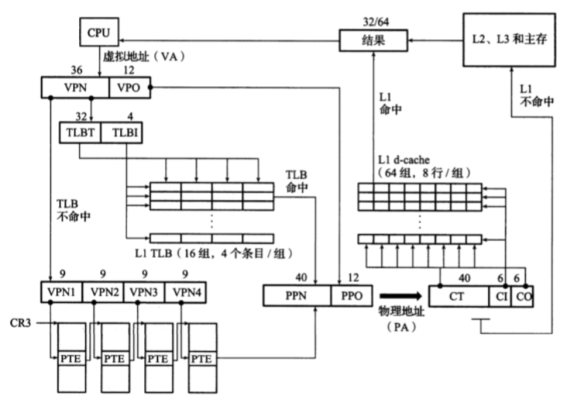 CPU
32/64
结果
L2、L3 和主存
虚拟地址（VA）
36
12
VPN
VPO
32
4
TLBT
TLBI
L1
命中
L1
不命中
TLB
命中
L1 d-cache
（64 组，8 行/组）
TLB
不命中
L1 TLB（16 组，4 个条目/组）
9
9
9
9
VPN1
VPN2
VPN3
VPN4
40
12
PPN
PPO
物理地址
（PA）
40
6
6
CT
CI
CO
CR3
PTE
PTE
PTE
PTE